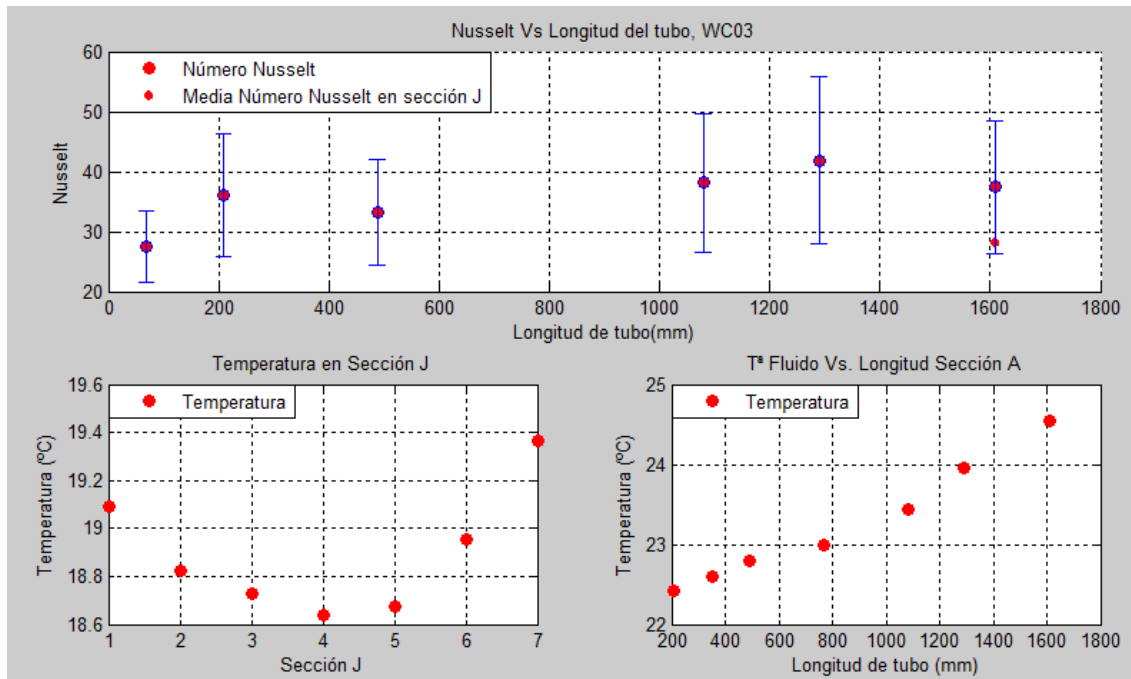 Nusselt Vs Longitud del tubo, WC03
60
50
40
30
20
Nusselt
Número Nusselt
Media Número Nusselt en sección J
0 200 400 600 800 1000 1200 1400 1600 1800
Longitud de tubo(mm)
Temperatura en Sección J
19.6
19.4
19.2
19
18.8
18.6
Temperatura (ºC)
Temperatura
1 2 3 4 5 6 7
Sección J
Tª Fluido Vs. Longitud Sección A
25
24
23
22
Temperatura (ºC)
Temperatura
200 400 600 800 1000 1200 1400 1600 1800
Longitud de tubo (mm)